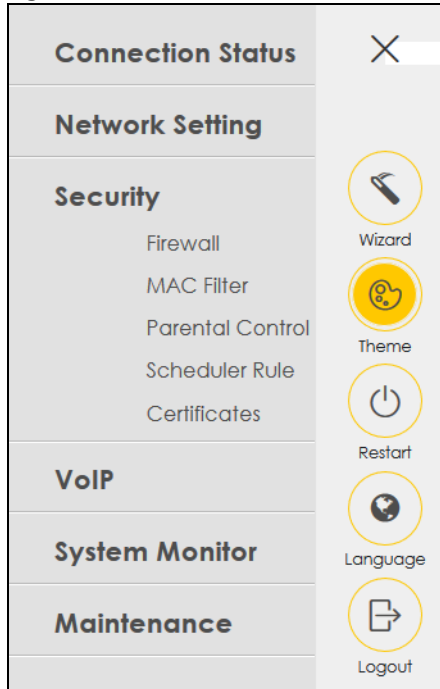 Connection Status
Network Setting
Security
Firewall
MAC Filter
Parental Control
Scheduler Rule
Certificates
VoIP
System Monitor
Maintenance
Wizard
Theme
Restart
Language
Logout